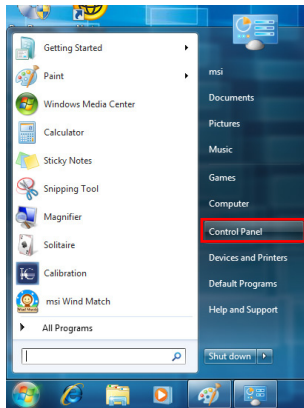 Getting Started
Paint
Windows Media Center
Calculator
Sticky Notes
Snipping Tool
Magnifier
Solitaire
Calibration
msi Wind Match
All Programs
msi
Documents
Pictures
Music
Games
Computer
Control Panel
Devices and Printers
Default Programs
Help and Support
Shut down